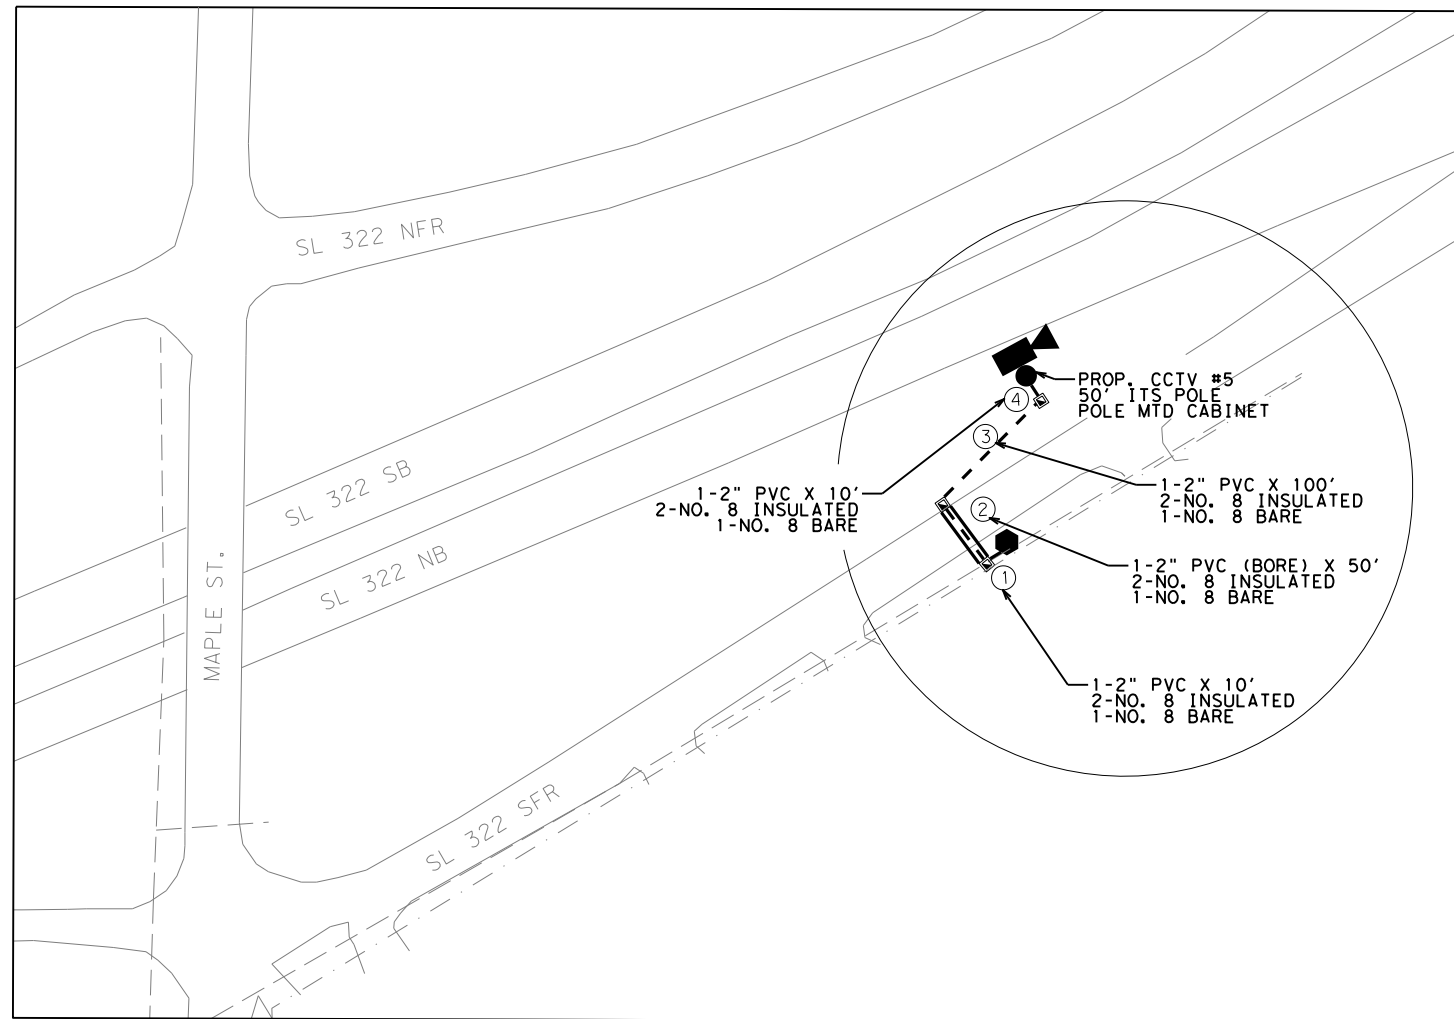 SL 322 NFR
PROP. CCTV #5
50' ITS POLE
POLE MTD CABINET
4
3
SL 322 SB
1-2" PVC X 10'
2-NO. 8 INSULATED
1-NO. 8 BARE
1-2" PVC X 100'
2-NO. 8 INSULATED
1-NO. 8 BARE
2
SL 322 NB
MAPLE ST.
1-2" PVC (BORE) X 50'
2-NO. 8 INSULATED
1-NO. 8 BARE
1
1-2" PVC X 10'
2-NO. 8 INSULATED
1-NO. 8 BARE
SL 322 SFR